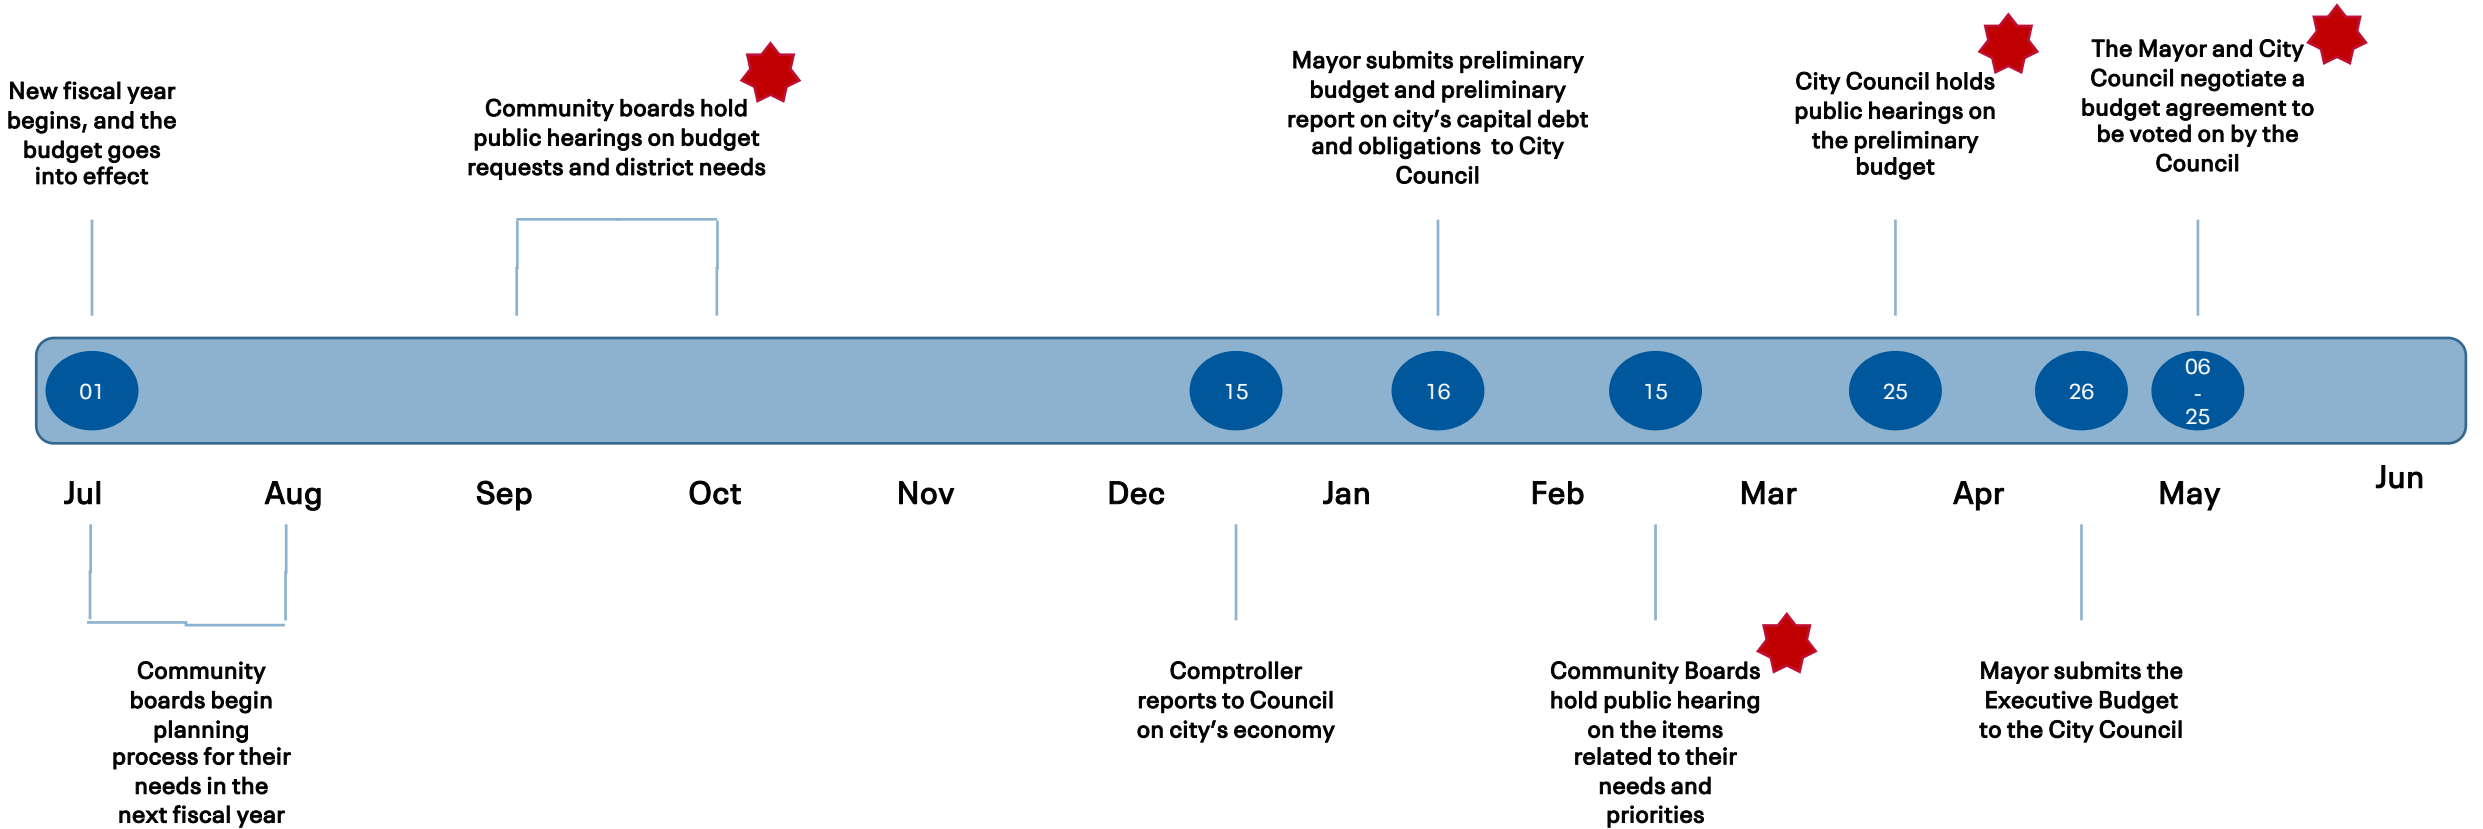 New fiscal year
begins, and the
budget goes
into effect
Community boards hold
public hearings on budget
requests and district needs
Mayor submits preliminary
budget and preliminary
report on city's capital debt
and obligations to City
Council
City Council holds
public hearings on
the preliminary
budget
The Mayor and City
Council negotiate a
budget agreement to
be voted on by the
Council
01
15
16
15
25
26
06
-
25
Jul
Aug
Sep
Oct
Nov
Dec
Jan
Feb
Mar
Apr
May
Jun
Community
boards begin
planning
process for their
needs in the
next fiscal year
Comptroller
reports to Council
on city's economy
Community Boards
hold public hearing
on the items
related to their
needs and
priorities
Mayor submits the
Executive Budget
to the City Council